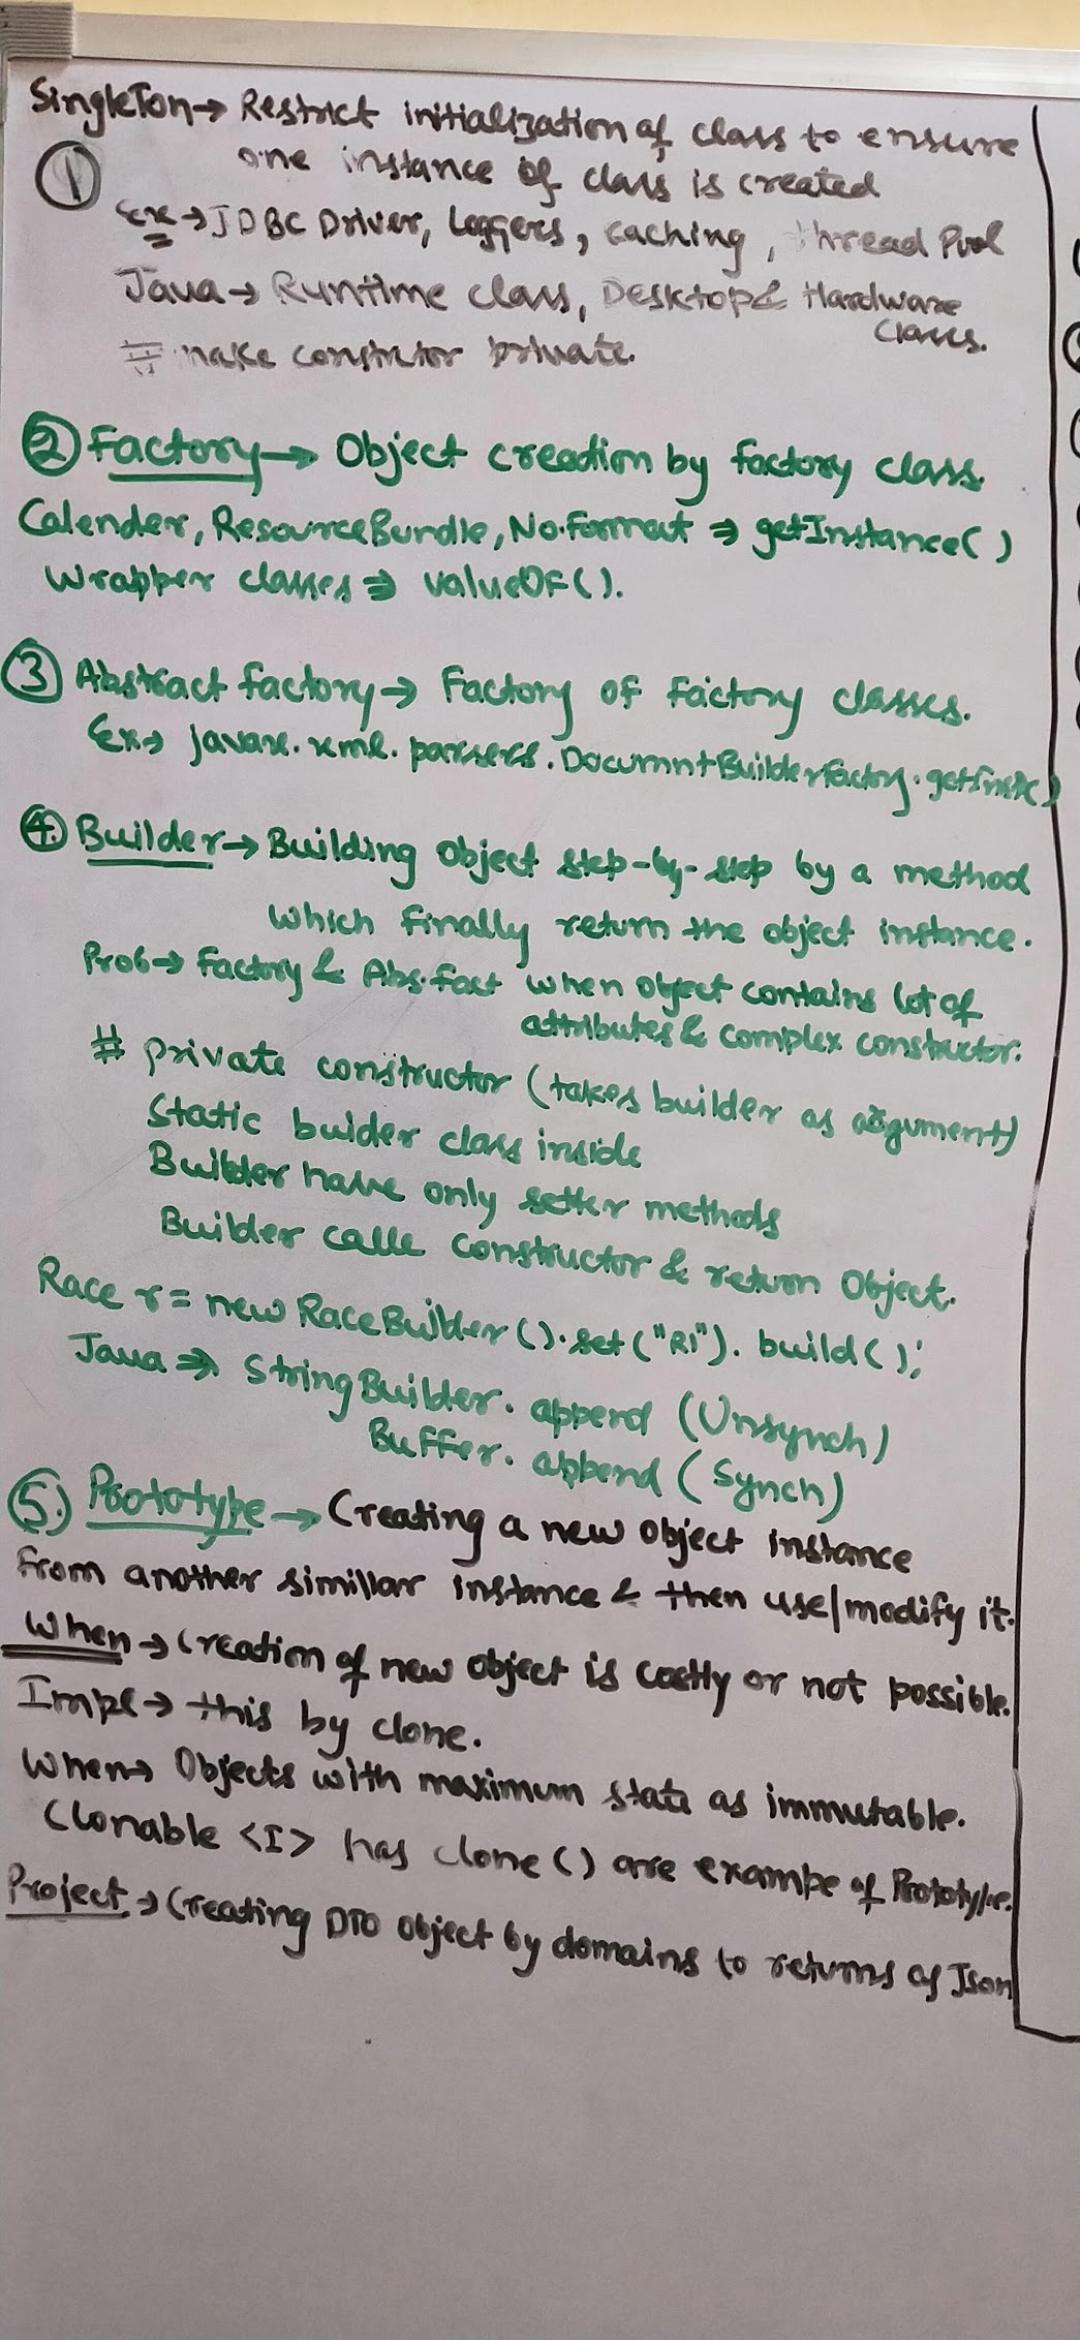 SingleTon→ Restrict initialization of class to ensure
① one instance of class is created
Ex→JDBC Driver, Loggers, caching, thread Pool
Java→ Runtime class, Desktop& Hardware
Class.
# make constrator private.
② Factory→ Object creation by factory class.
Calender, ResourceBundle, No.Format ⇒ getInstance()
Wrapper classes⇒ valueOF().
③ Abstract factory→ Factory of Factory classes.
Ex→ javax.xml.parsers.DocumntBuilderFactory.getInst()
④. Builder→ Building Object step-by-step by a method
which finally return the object instance.
Prob→ Factory & Abs.fact when object contains lot of
attributes & complex constructor.
# private constructor (takes builder as argument)
Static buider class inside
Builder have only setter methods
Builder calle constructor & return Object.
Race r= new RaceBuilder().set("R1").build();
Java⇒ StringBuilder.append (Unsynch)
Buffer.append (Synch)
⑤. Prototype→ Creating a new object instance
from another simillar instance & then use/modify it.
When→ Creation of new object is costly or not possible.
Impl→ this by clone.
When→ Objects with maximum state as immutable.
Clonable <I> has clone() are exampe of Prototype.
Project→ Creating DTO object by domains to returns as Json